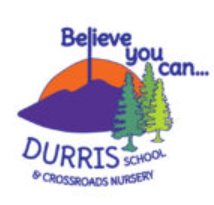 Believe
you
can...
DURRIS SCHOOL
& CROSSROADS NURSERY